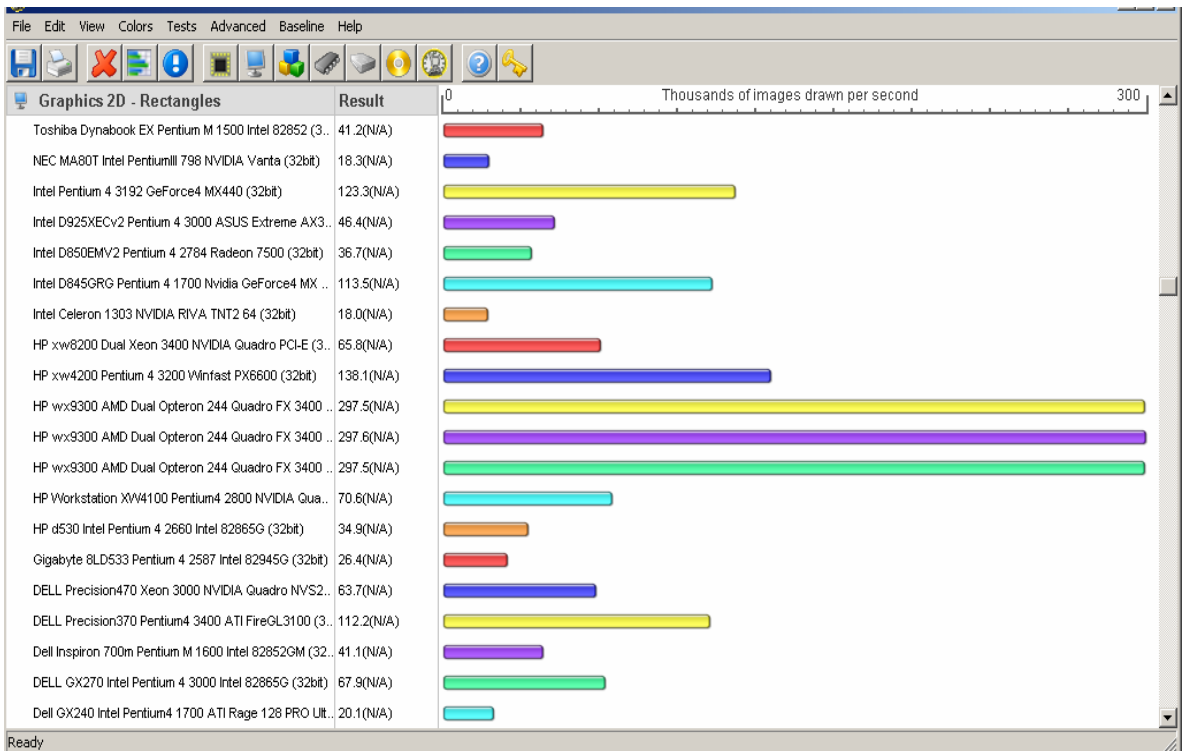 File Edit View Colors Tests Advanced Baseline Help
Graphics 2D - Rectangles Result 0 Thousands of images drawn per second 300
Toshiba Dynabook EX Pentium M 1500 Intel 82852 (3.. 41.2(N/A)
NEC MA80T Intel PentiumIII 798 NVIDIA Vanta (32bit) 18.3(N/A)
Intel Pentium 4 3192 GeForce4 MX440 (32bit) 123.3(N/A)
Intel D925XECv2 Pentium 4 3000 ASUS Extreme AX3.. 46.4(N/A)
Intel D850EMV2 Pentium 4 2784 Radeon 7500 (32bit) 36.7(N/A)
Intel D845GRG Pentium 4 1700 Nvidia GeForce4 MX .. 113.5(N/A)
Intel Celeron 1303 NVIDIA RIVA TNT2 64 (32bit) 18.0(N/A)
HP xw8200 Dual Xeon 3400 NVIDIA Quadro PCI-E (3.. 65.8(N/A)
HP xw4200 Pentium 4 3200 Winfast PX6600 (32bit) 138.1(N/A)
HP wx9300 AMD Dual Opteron 244 Quadro FX 3400 .. 297.5(N/A)
HP wx9300 AMD Dual Opteron 244 Quadro FX 3400 .. 297.6(N/A)
HP wx9300 AMD Dual Opteron 244 Quadro FX 3400 .. 297.5(N/A)
HP Workstation XW4100 Pentium4 2800 NVIDIA Qua.. 70.6(N/A)
HP d530 Intel Pentium 4 2660 Intel 82865G (32bit) 34.9(N/A)
Gigabyte 8LD533 Pentium 4 2587 Intel 82945G (32bit) 26.4(N/A)
DELL Precision470 Xeon 3000 NVIDIA Quadro NVS2.. 63.7(N/A)
DELL Precision370 Pentium4 3400 ATI FireGL3100 (3.. 112.2(N/A)
Dell Inspiron 700m Pentium M 1600 Intel 82852GM (32.. 41.1(N/A)
DELL GX270 Intel Pentium 4 3000 Intel 82865G (32bit) 67.9(N/A)
Dell GX240 Intel Pentium4 1700 ATI Rage 128 PRO Ult.. 20.1(N/A)
Ready